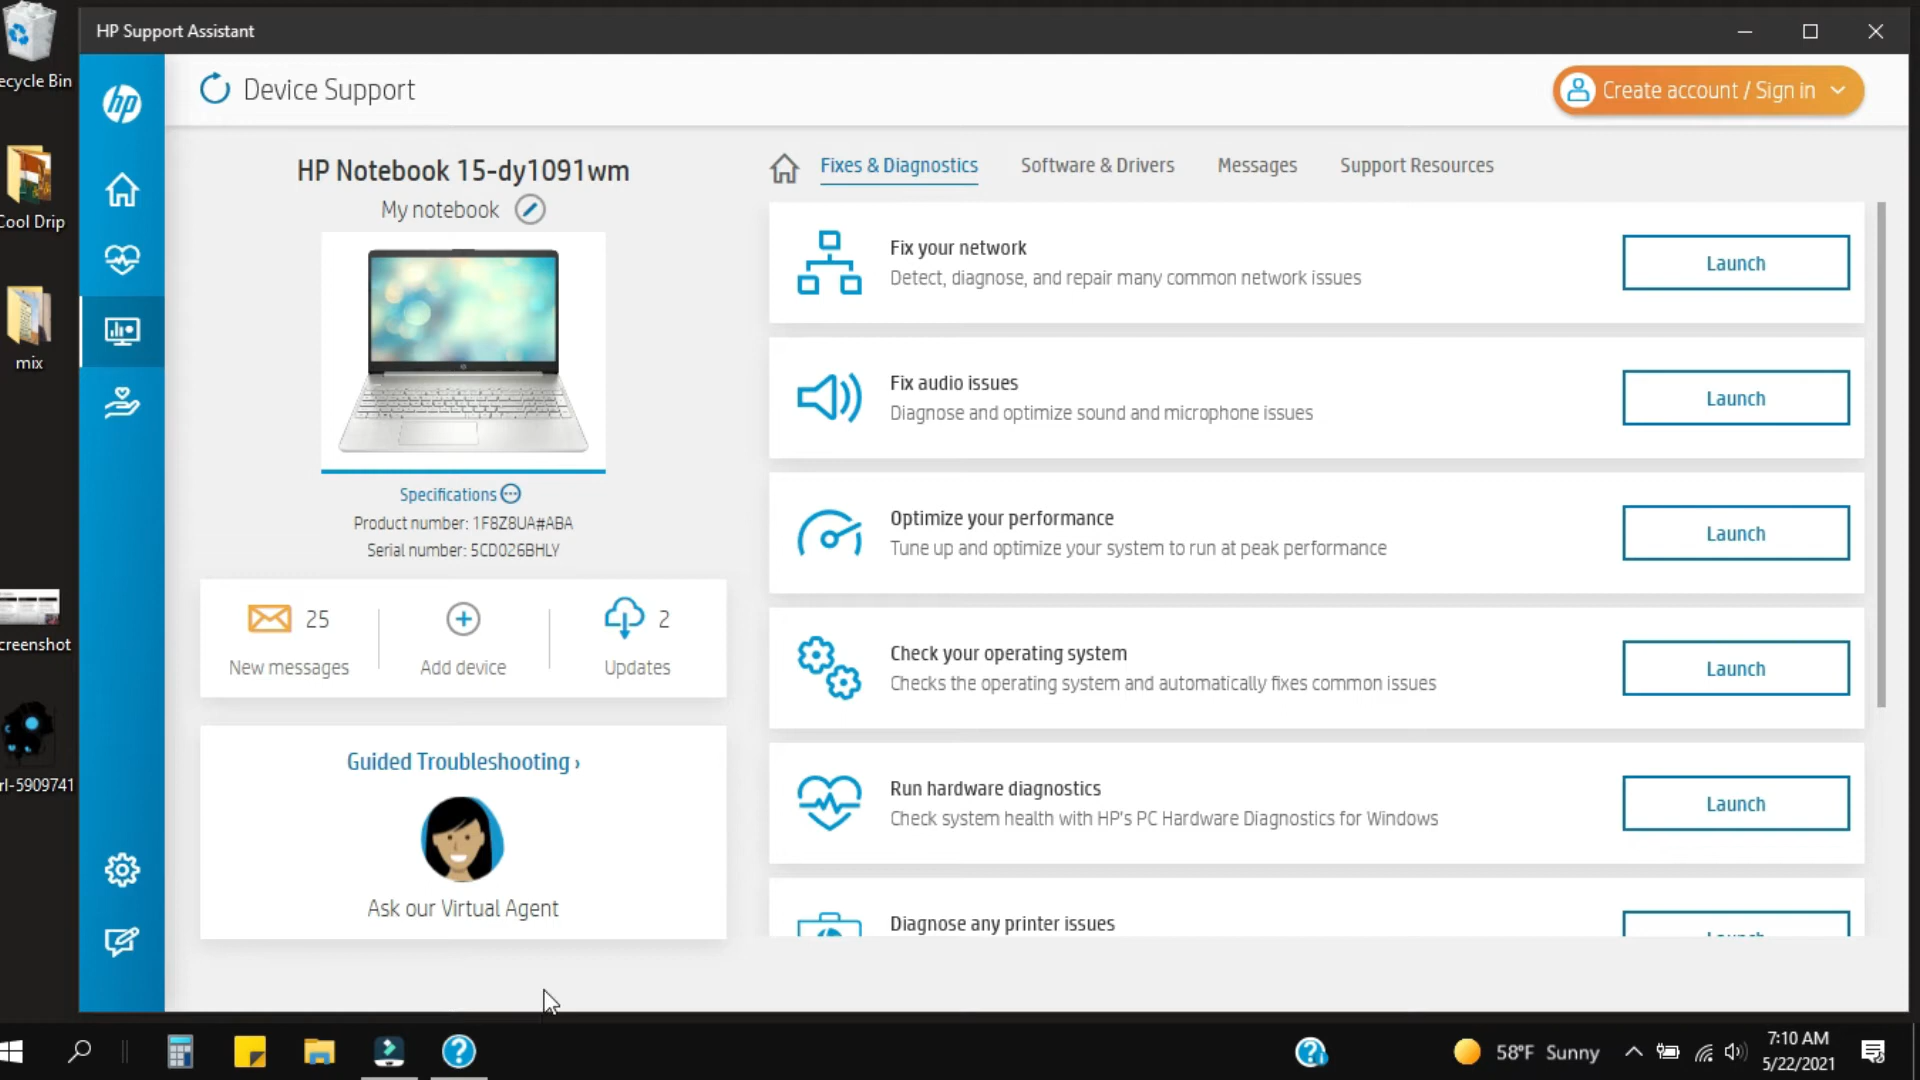 HP Support Assistant
ecycle Bin
Cool Drip
mix
creenshot
rl-5909741
hp
Device Support
Create account / Sign in
HP Notebook 15-dy1091wm
My notebook
Specifications
Product number: 1F8Z8UA#ABA
Serial number: 5CD026BHLY
25
New messages
Add device
2
Updates
Guided Troubleshooting ›
Ask our Virtual Agent
Fixes & Diagnostics
Software & Drivers
Messages
Support Resources
Fix your network
Detect, diagnose, and repair many common network issues
Launch
Fix audio issues
Diagnose and optimize sound and microphone issues
Launch
Optimize your performance
Tune up and optimize your system to run at peak performance
Launch
Check your operating system
Checks the operating system and automatically fixes common issues
Launch
Run hardware diagnostics
Check system health with HP's PC Hardware Diagnostics for Windows
Launch
Diagnose any printer issues
Launch
58°F Sunny
7:10 AM
5/22/2021